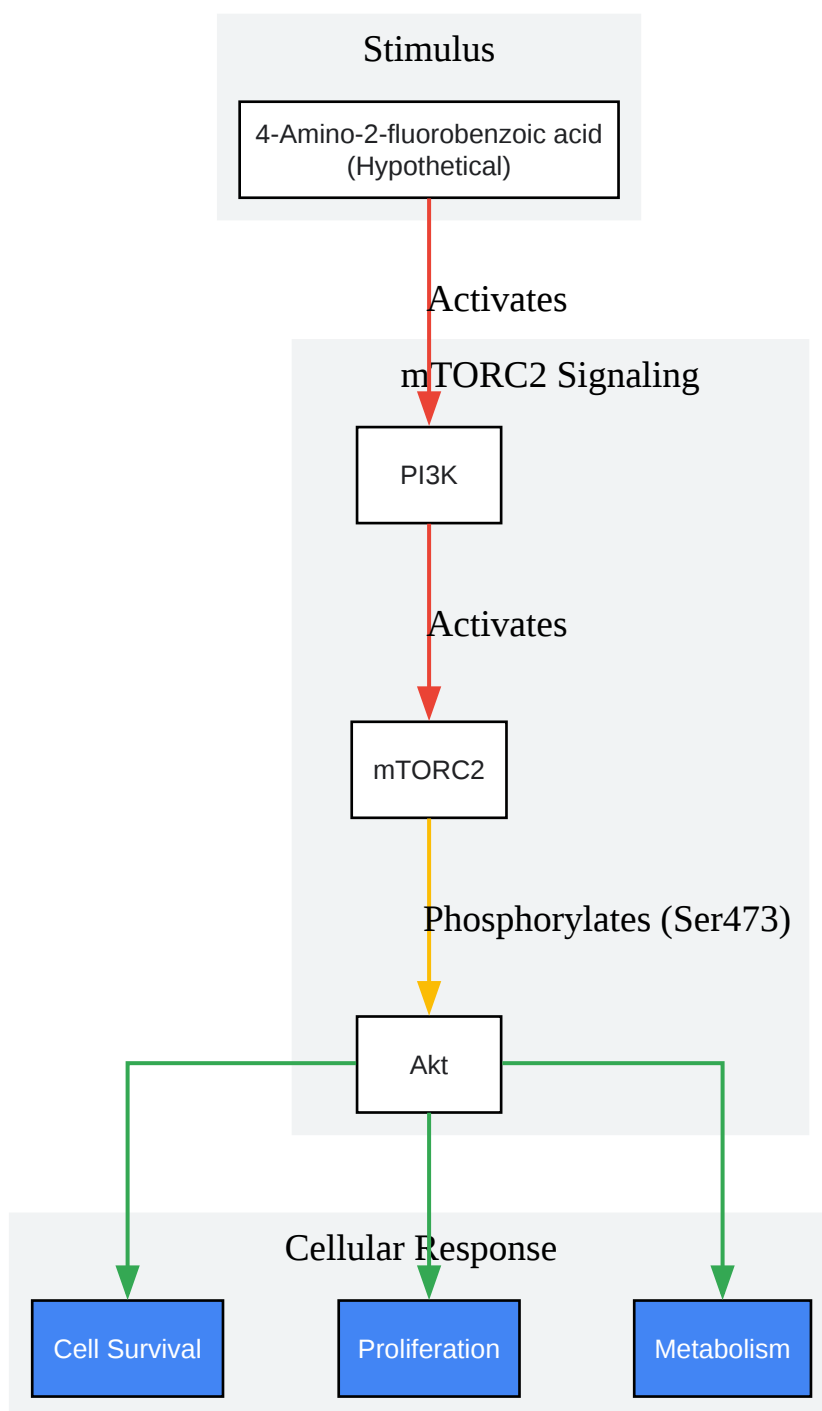 Stimulus
4-Amino-2-fluorobenzoic acid
(Hypothetical)
Activates
mTORC2 Signaling
PI3K
Activates
mTORC2
Phosphorylates (Ser473)
Akt
Cellular Response
Cell Survival
Proliferation
Metabolism